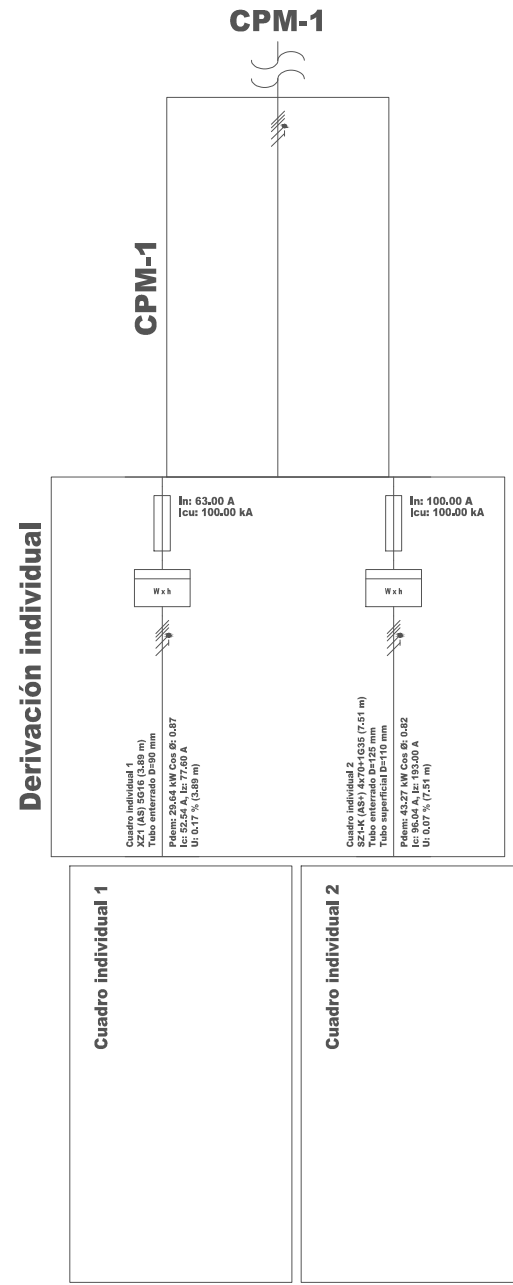 CPM-1
CPM-1
Derivación individual
In: 63.00 A
Icu: 100.00 kA
W x h
Cuadro individual 1
XZ1 (AS) 5G16 (3.89 m)
Tubo enterrado D=90 mm
Pdem: 29.64 kW Cos Ø: 0.87
Ic: 52.54 A, Iz: 77.60 A
U: 0.17 % (3.89 m)
In: 100.00 A
Icu: 100.00 kA
W x h
Cuadro individual 2
SZ1-K (AS+) 4x70+1G35 (7.51 m)
Tubo enterrado D=125 mm
Tubo superficial D=110 mm
Pdem: 43.27 kW Cos Ø: 0.82
Ic: 96.04 A, Iz: 193.00 A
U: 0.07 % (7.51 m)
Cuadro individual 1
Cuadro individual 2